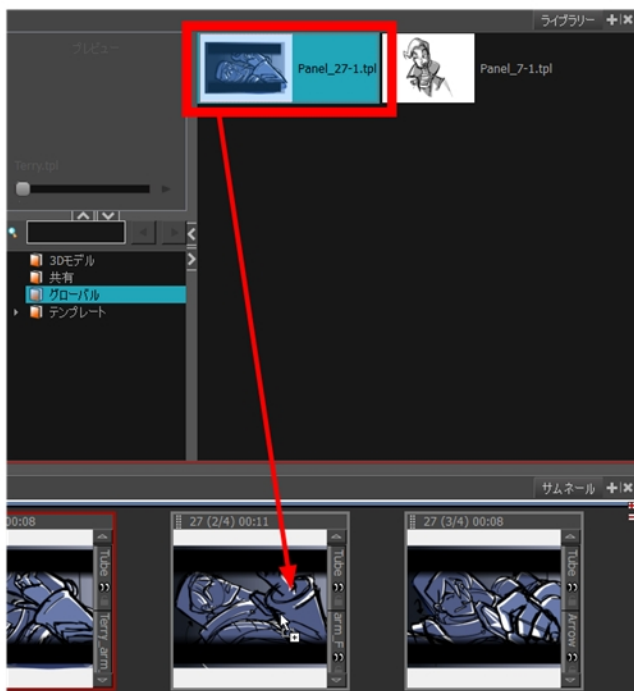 ライブラリー
プレビュー
Panel_27-1.tpl
Panel_7-1.tpl
Terry.tpl
3Dモデル
共有
グローバル
テンプレート
サムネール
00:08
27 (2/4) 00:11
27 (3/4) 00:08
Tube
Terry_arm
Tube
arm_F
Tube
Arrow